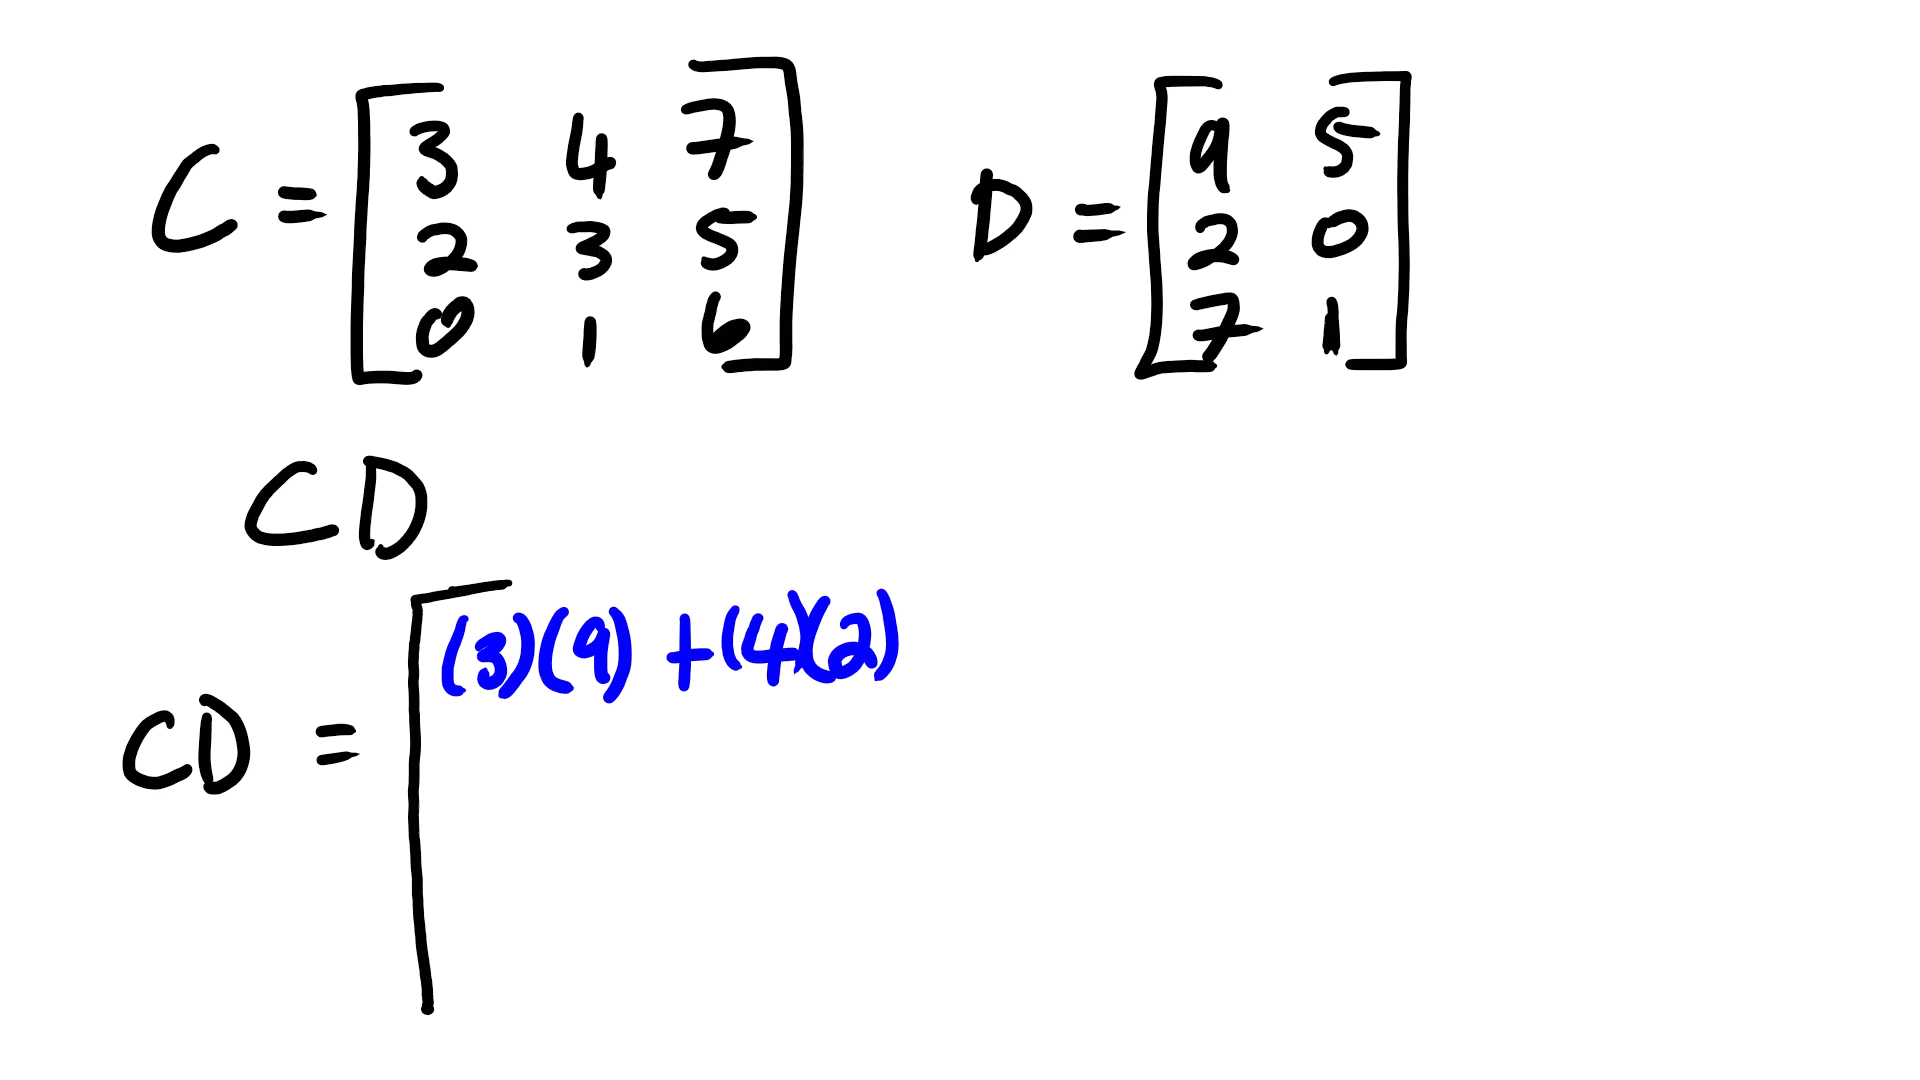 C = [ 3 4 7 D = [ 9 5
2 3 5 2 0
0 1 6 ] 7 1 ]
CD
CD = [ (3)(9) + (4)(2)